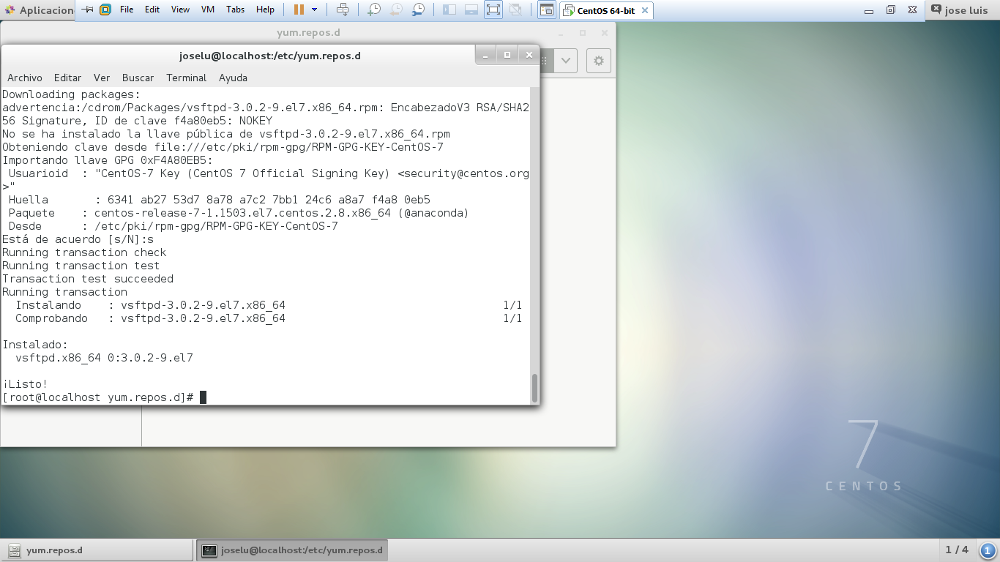 Aplicacion
File Edit View VM Tabs Help
CentOS 64-bit
jose luis
yum.repos.d
joselu@localhost:/etc/yum.repos.d
Archivo Editar Ver Buscar Terminal Ayuda
Downloading packages:
advertencia:/cdrom/Packages/vsftpd-3.0.2-9.el7.x86_64.rpm: EncabezadoV3 RSA/SHA2
56 Signature, ID de clave f4a80eb5: NOKEY
No se ha instalado la llave pública de vsftpd-3.0.2-9.el7.x86_64.rpm
Obteniendo clave desde file:///etc/pki/rpm-gpg/RPM-GPG-KEY-CentOS-7
Importando llave GPG 0xF4A80EB5:
 Usuarioid  : "CentOS-7 Key (CentOS 7 Official Signing Key) <security@centos.org
>"
 Huella       : 6341 ab27 53d7 8a78 a7c2 7bb1 24c6 a8a7 f4a8 0eb5
 Paquete    : centos-release-7-1.1503.el7.centos.2.8.x86_64 (@anaconda)
 Desde      : /etc/pki/rpm-gpg/RPM-GPG-KEY-CentOS-7
Está de acuerdo [s/N]:s
Running transaction check
Running transaction test
Transaction test succeeded
Running transaction
  Instalando    : vsftpd-3.0.2-9.el7.x86_64                                 1/1
  Comprobando   : vsftpd-3.0.2-9.el7.x86_64                                 1/1
Instalado:
  vsftpd.x86_64 0:3.0.2-9.el7
¡Listo!
[root@localhost yum.repos.d]#
7
CENTOS
yum.repos.d
joselu@localhost:/etc/yum.repos.d
1 / 4
1